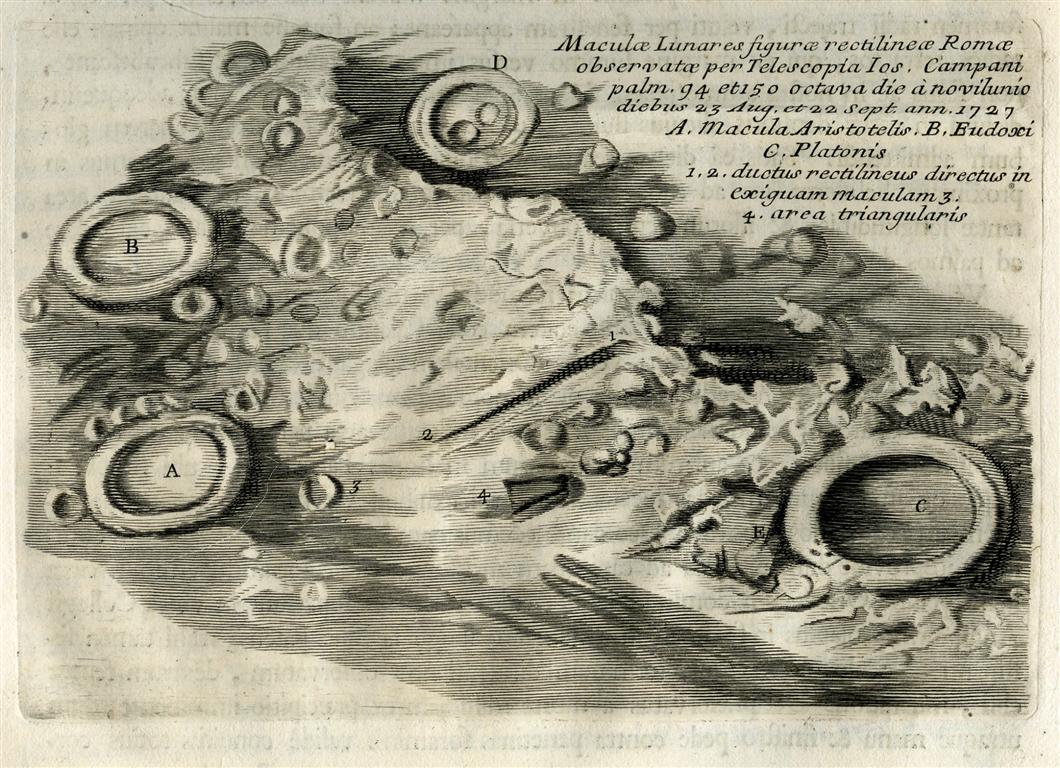 Maculæ Lunares figuræ rectilineæ Romæ
observatæ per Telescopia Ios. Campani
palm. 94 et 150 octava die a novilunio
diebus 23 Aug. et 22 Sept. ann. 1727
A. Macula Aristotelis. B. Eudoxi
C. Platonis
1. 2. ductus rectilineus directus in
exiguam maculam 3.
4. area triangularis
D
B
1
2
A
3
4
C
E